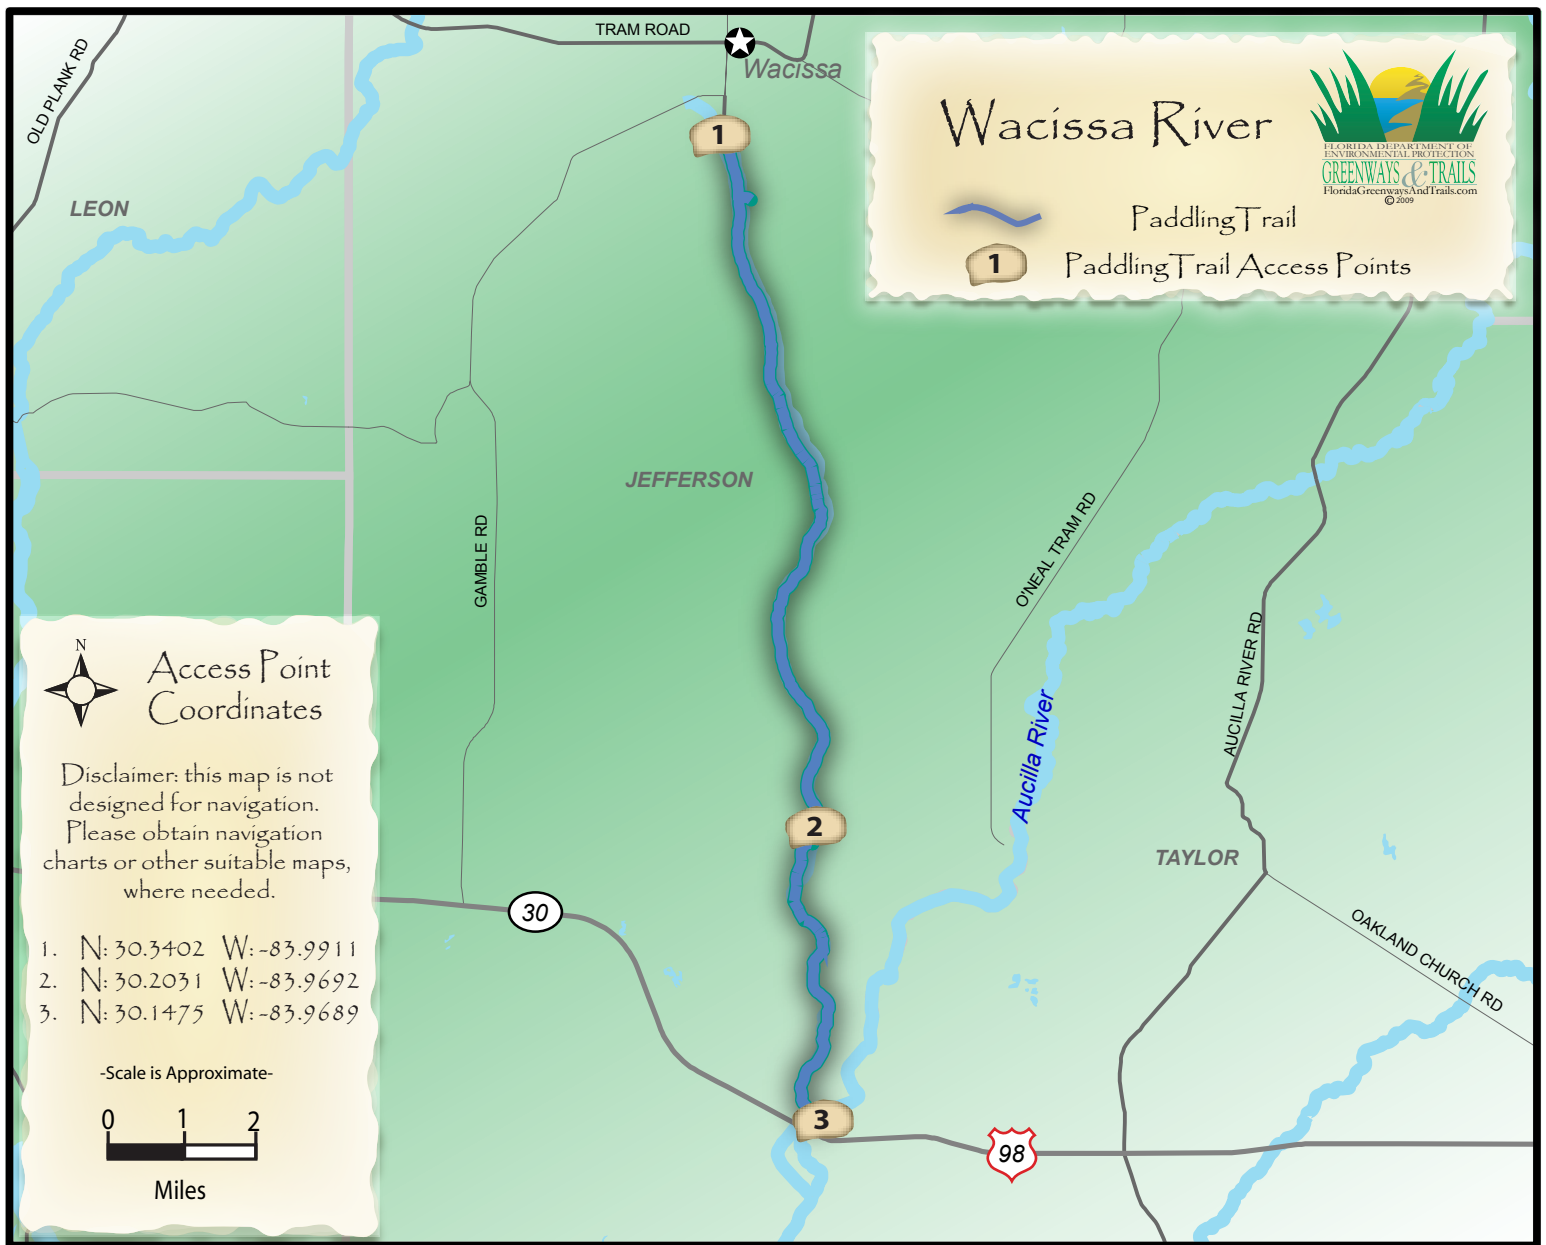 TRAM ROAD
Wacissa
OLD PLANK RD
LEON
1
Wacissa River
FLORIDA DEPARTMENT OF
ENVIRONMENTAL PROTECTION
GREENWAYS & TRAILS
FloridaGreenwaysAndTrails.com
© 2009
Paddling Trail
1
Paddling Trail Access Points
JEFFERSON
GAMBLE RD
O'NEAL TRAM RD
AUCILLA RIVER RD
Aucilla River
TAYLOR
OAKLAND CHURCH RD
2
30
3
98
N
Access Point
Coordinates
Disclaimer: this map is not
designed for navigation.
Please obtain navigation
charts or other suitable maps,
where needed.
1. N: 30.3402 W: -83.9911
2. N: 30.2031 W: -83.9692
3. N: 30.1475 W: -83.9689
-Scale is Approximate-
0 1 2
Miles